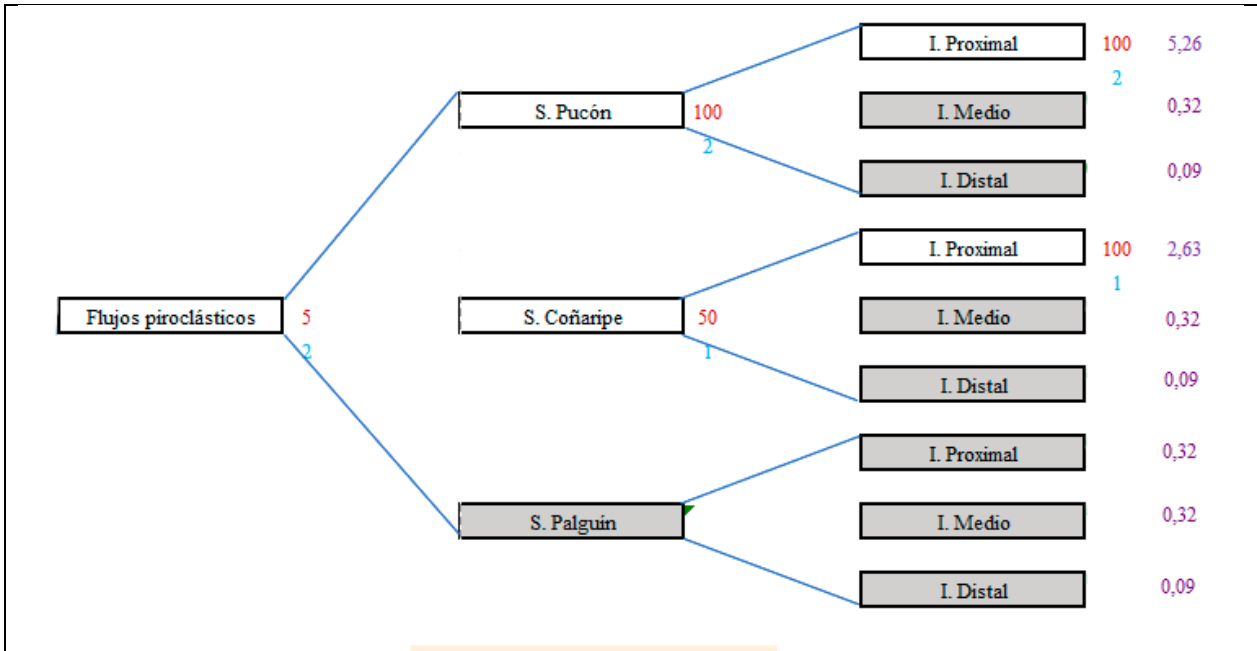 I. Proximal 100 5,26
2
S. Pucón 100 I. Medio 0,32
2
I. Distal 0,09
I. Proximal 100 2,63
1
Flujos piroclásticos 5 S. Coñaripe 50 I. Medio 0,32
2 1
I. Distal 0,09
I. Proximal 0,32
S. Palguin I. Medio 0,32
I. Distal 0,09